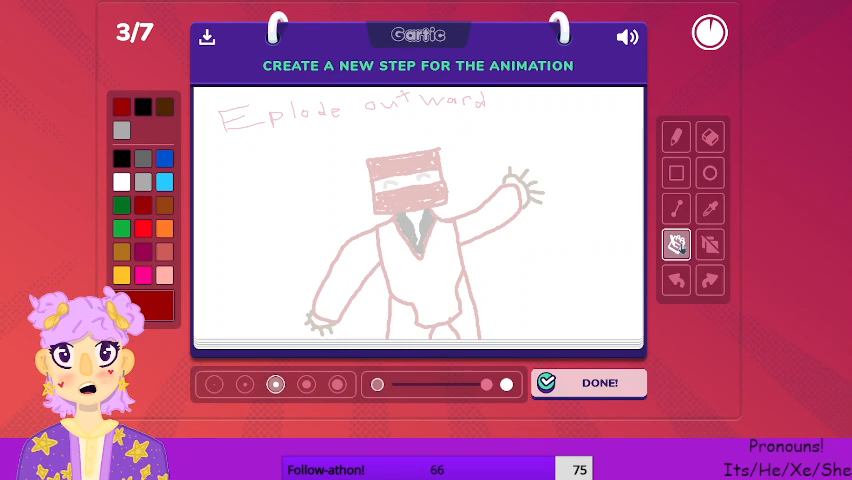 3/7
Gartic
CREATE A NEW STEP FOR THE ANIMATION
Eplode outward
DONE!
Pronouns!
Its/He/Xe/She
Follow-athon! 66 75